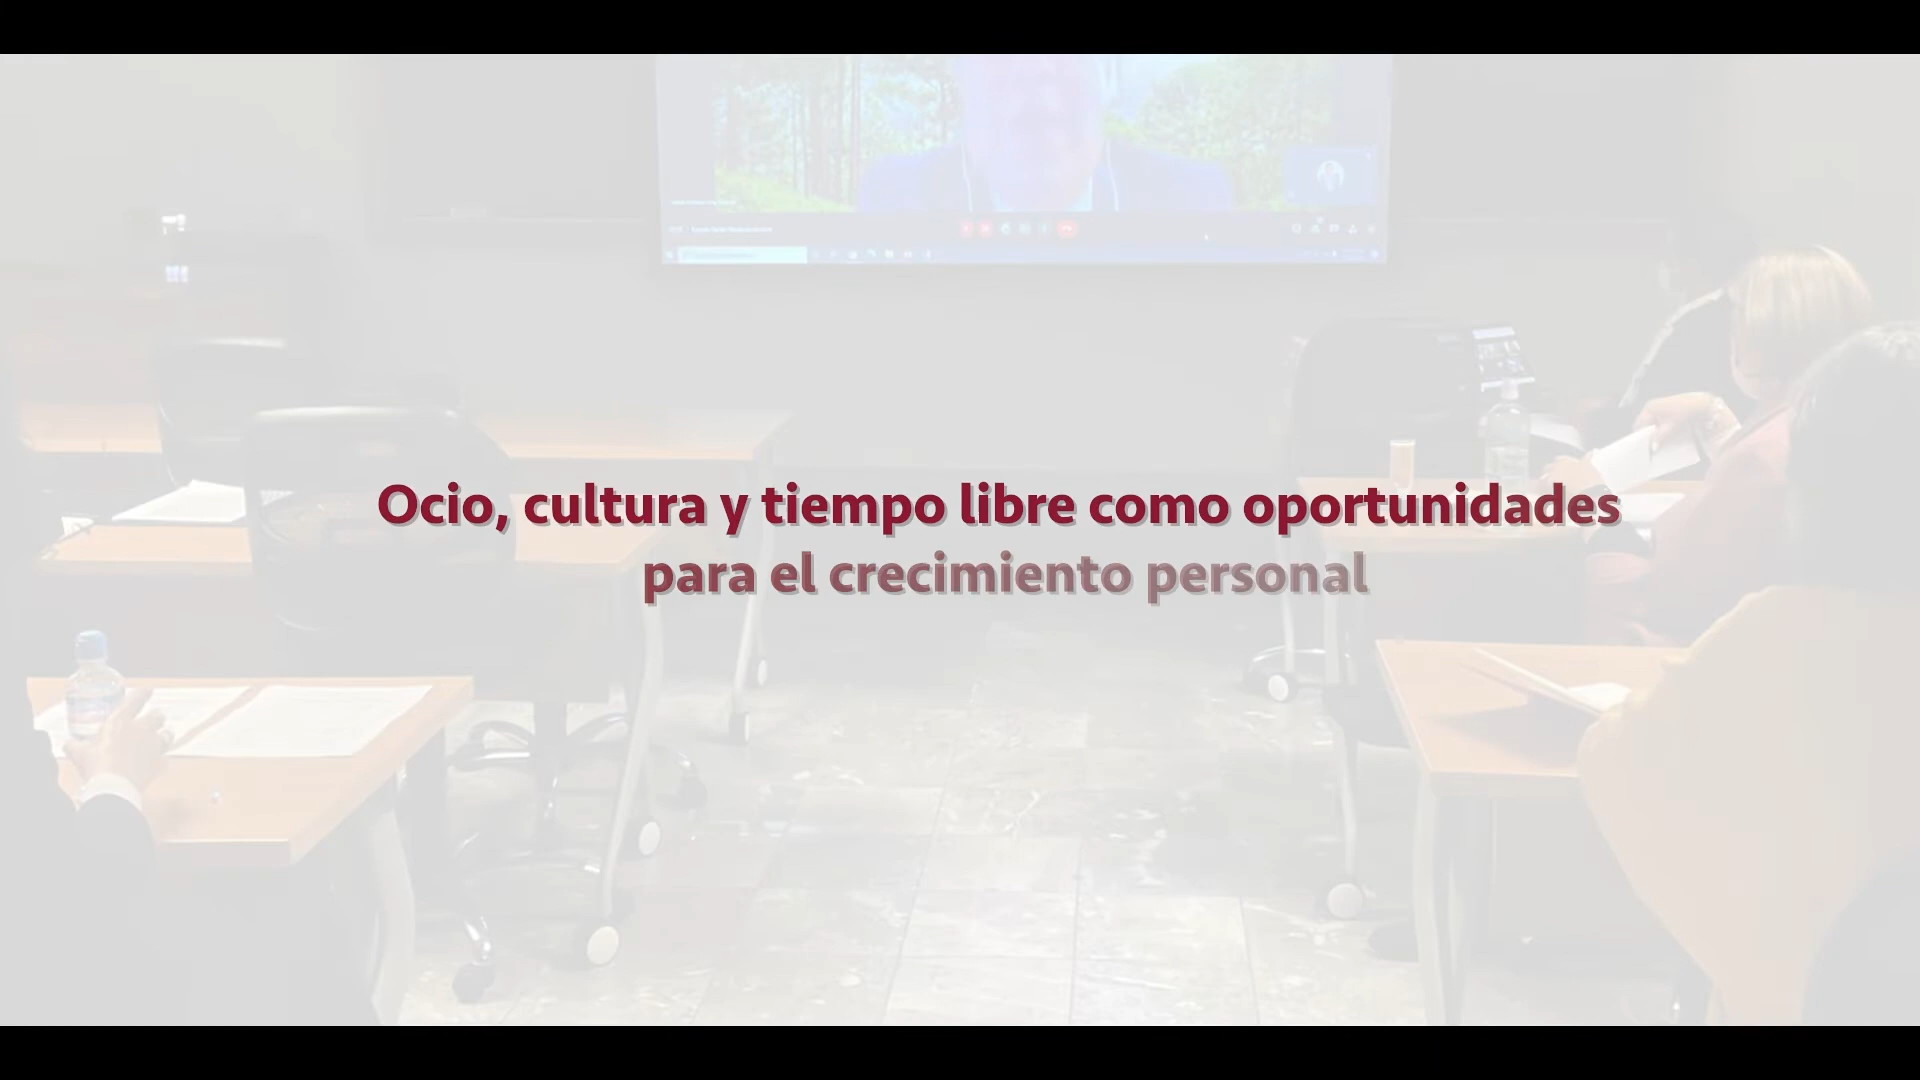 Ocio, cultura y tiempo libre como oportunidades
para el crecimiento personal